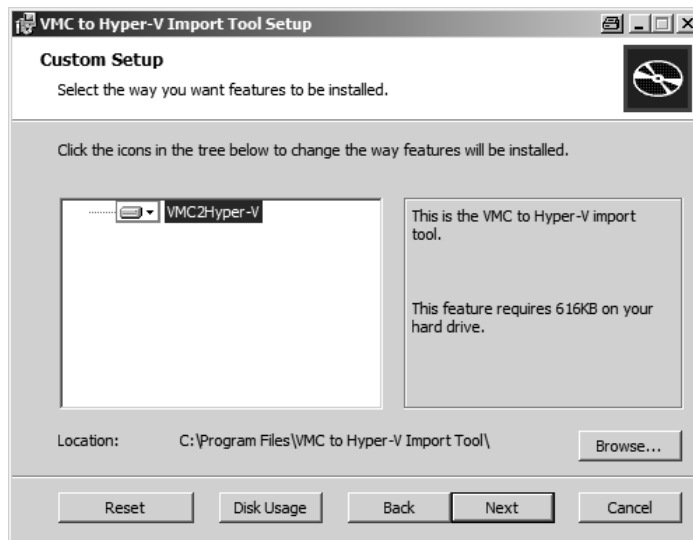 VMC to Hyper-V Import Tool Setup
Custom Setup
Select the way you want features to be installed.
Click the icons in the tree below to change the way features will be installed.
VMC2Hyper-V
This is the VMC to Hyper-V import
tool.
This feature requires 616KB on your
hard drive.
Location: C:\Program Files\VMC to Hyper-V Import Tool\
Browse...
Reset Disk Usage Back Next Cancel